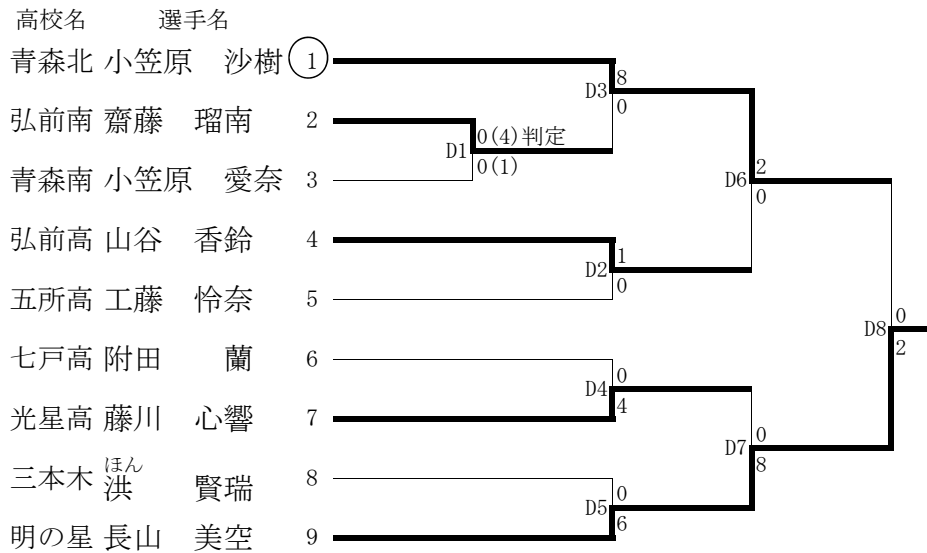 高校名 選手名
青森北 小笠原 沙樹 1
弘前南 齋藤 瑠南 2
青森南 小笠原 愛奈 3
弘前高 山谷 香鈴 4
五所高 工藤 怜奈 5
七戸高 附田 蘭 6
光星高 藤川 心響 7
ほん
三本木 洪 賢瑞 8
明の星 長山 美空 9
D1
0(4)判定
0(1)
D3
8
0
D2
1
0
D6
2
0
D4
0
4
D5
0
6
D7
0
8
D8
0
2